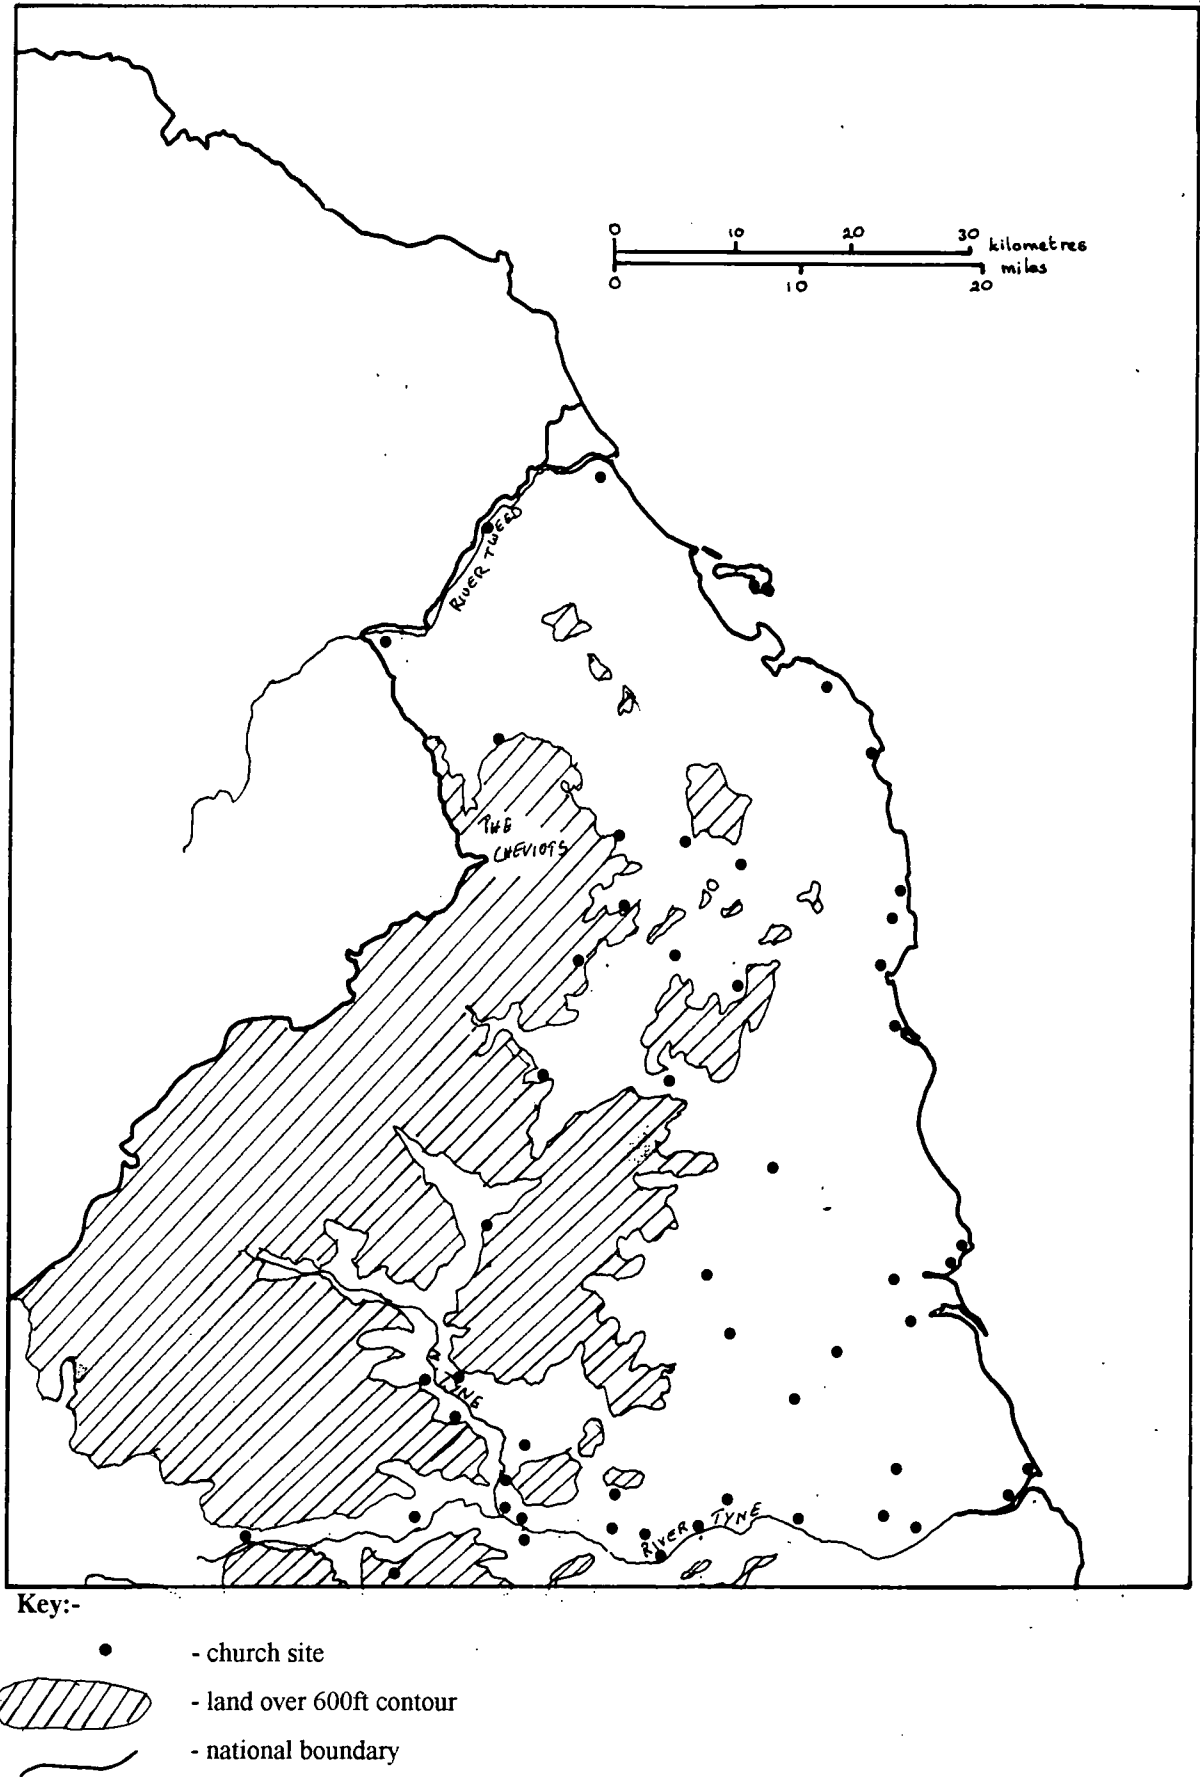 0 10 20 30 kilometres
miles
0 10 20
RIVER TWEED
THE
CHEVIOTS
R TYNE
RIVER TYNE
Key:-
- church site
- land over 600ft contour
- national boundary